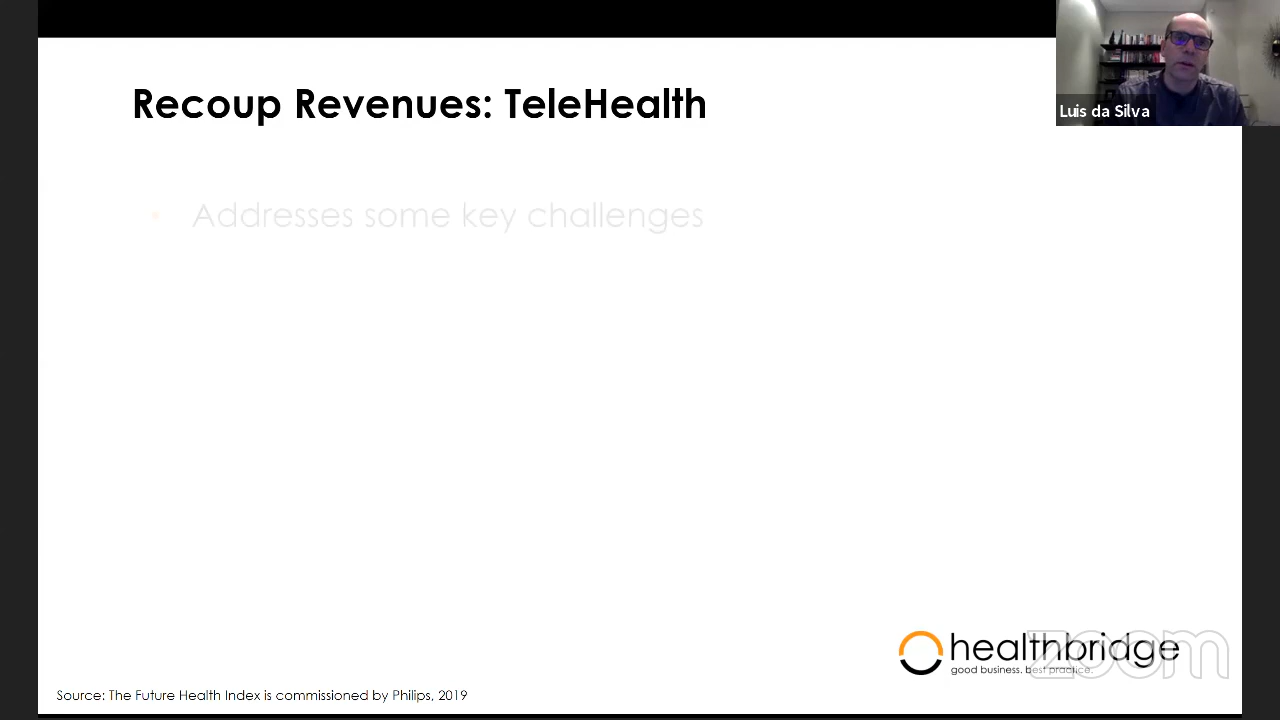 Recoup Revenues: TeleHealth
Luis da Silva
• Addresses some key challenges
healthbridge
good business. best practice.
zoom
Source: The Future Health Index is commissioned by Philips, 2019